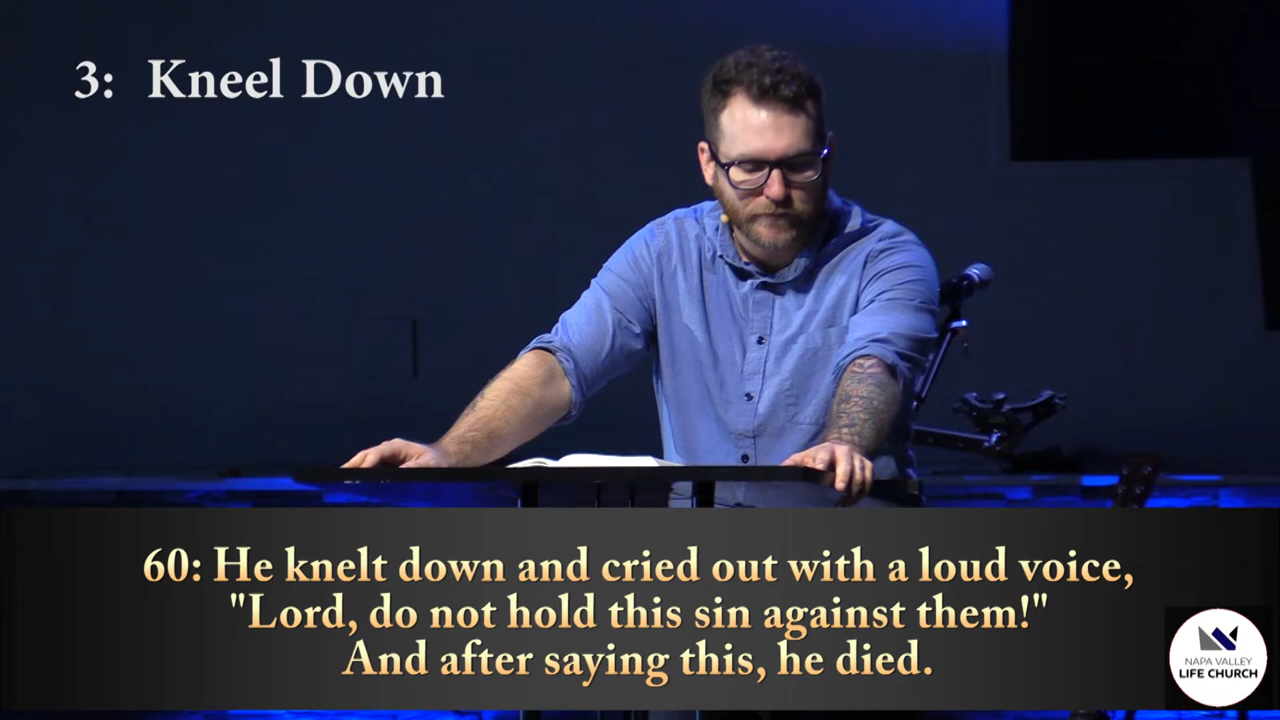 3: Kneel Down
60: He knelt down and cried out with a loud voice,
"Lord, do not hold this sin against them!"
And after saying this, he died.
NAPA VALLEY
LIFE CHURCH